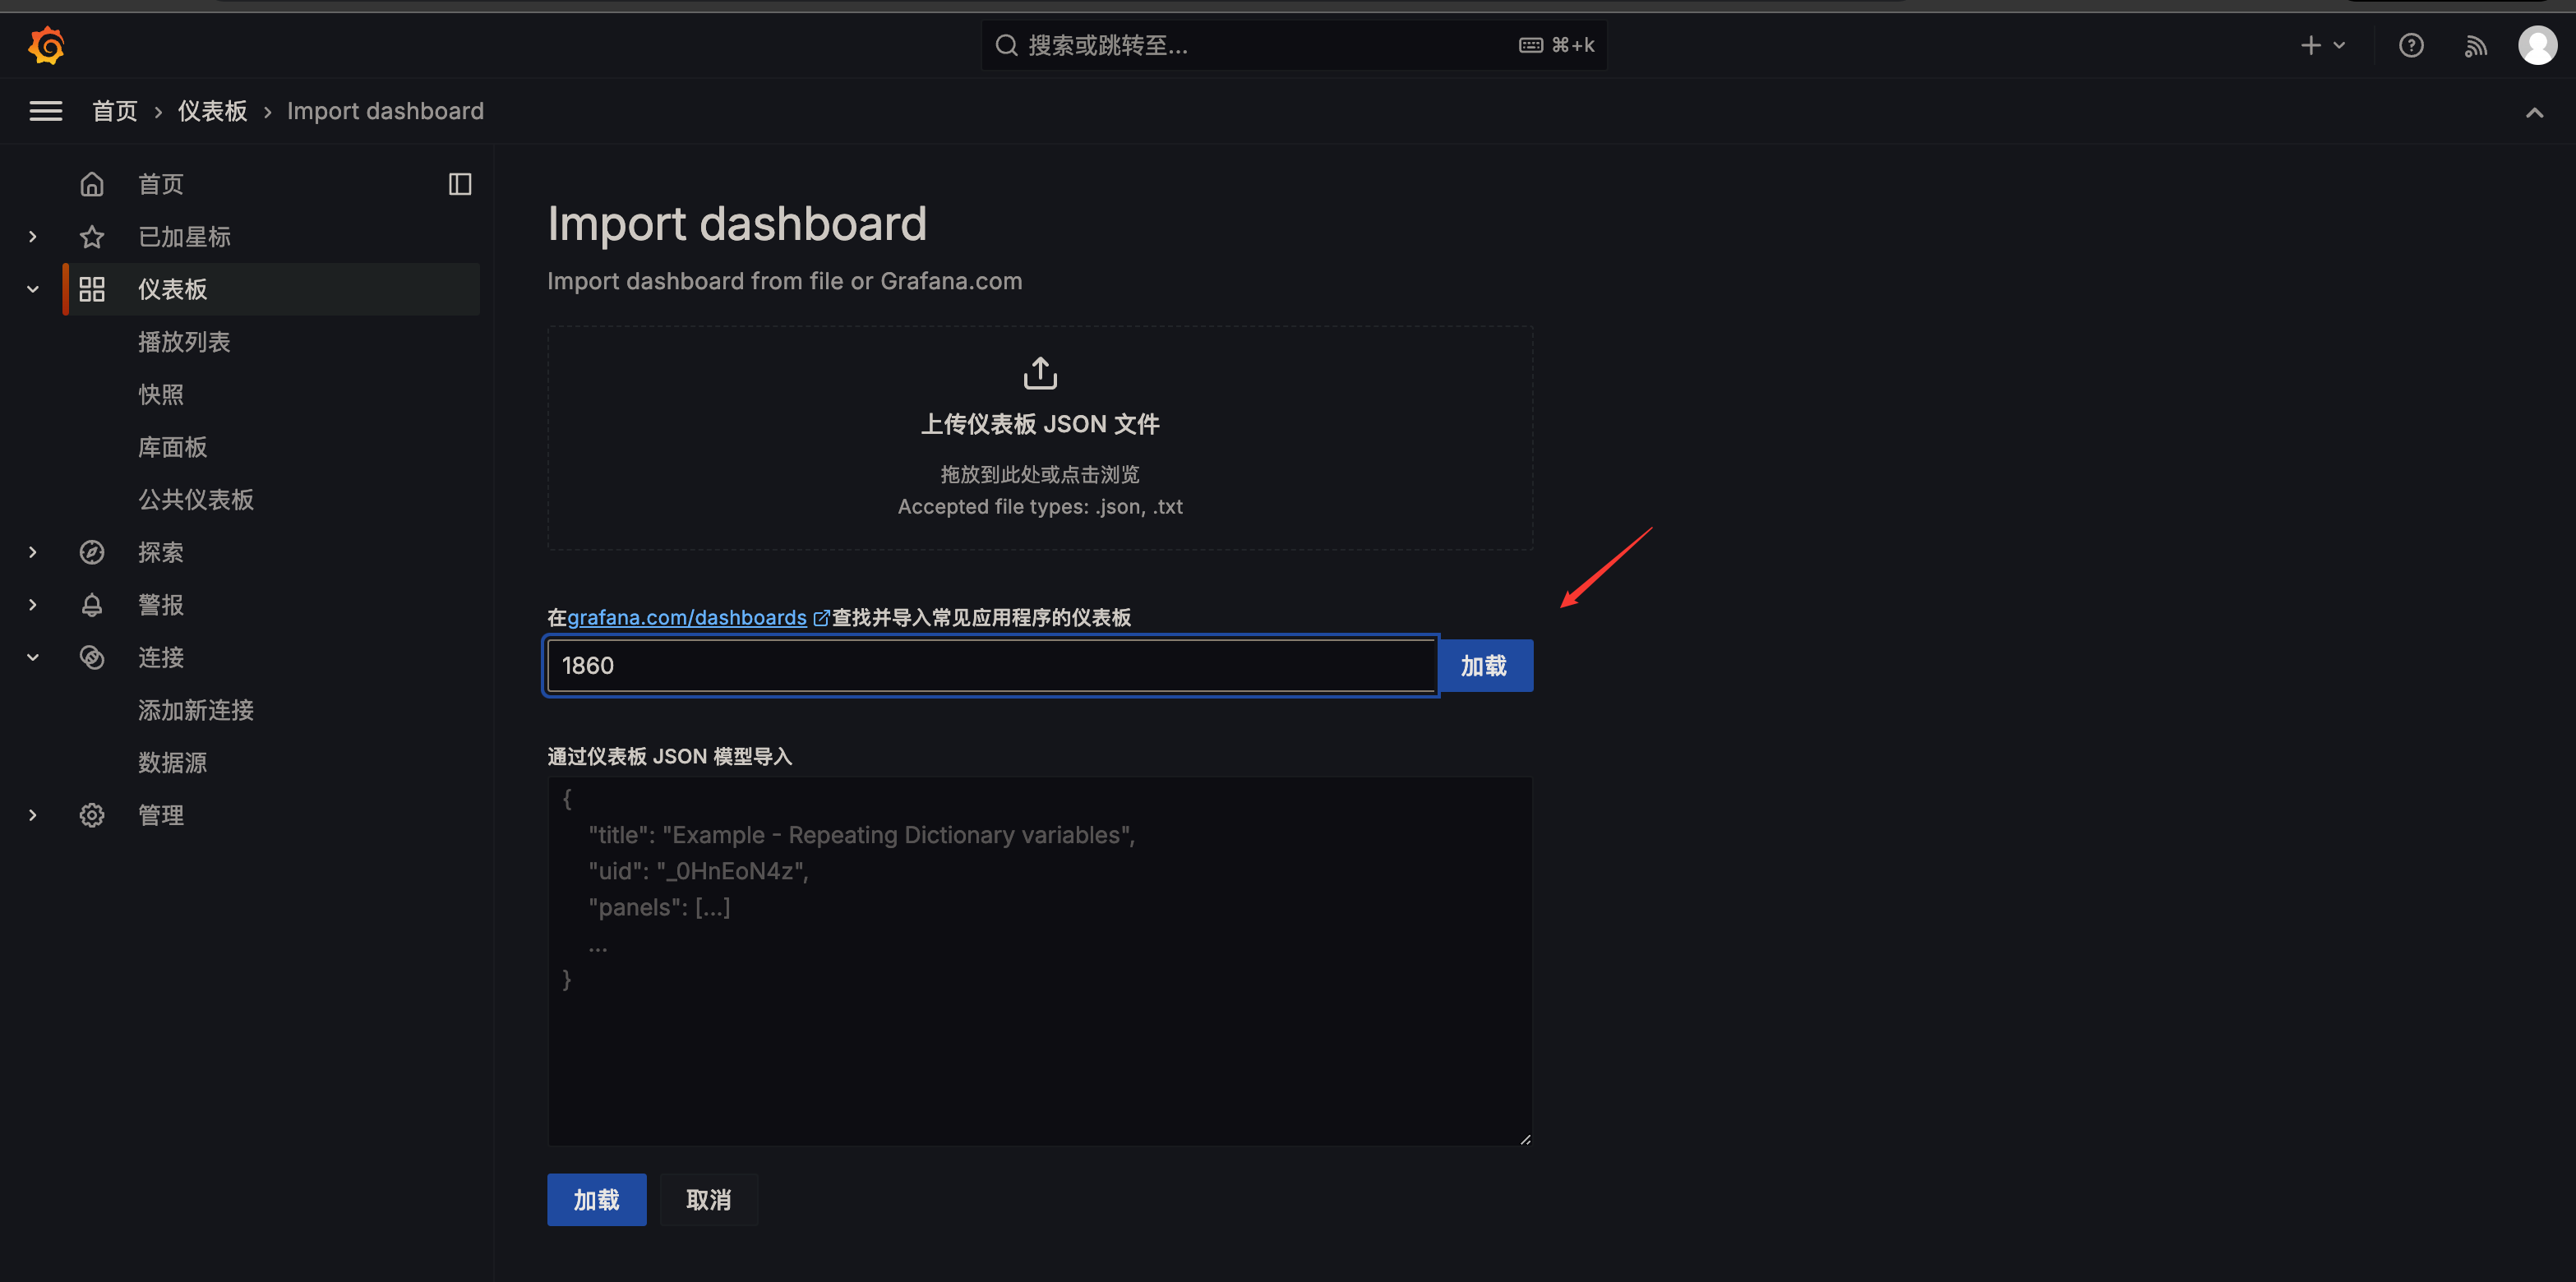 搜索或跳转至...
⌘+k
首页 › 仪表板 › Import dashboard
首页
已加星标
仪表板
播放列表
快照
库面板
公共仪表板
探索
警报
连接
添加新连接
数据源
管理
Import dashboard
Import dashboard from file or Grafana.com
上传仪表板 JSON 文件
拖放到此处或点击浏览
Accepted file types: .json, .txt
在grafana.com/dashboards查找并导入常见应用程序的仪表板
1860
加载
通过仪表板 JSON 模型导入
{
"title": "Example - Repeating Dictionary variables",
"uid": "_0HnEoN4z",
"panels": [...]
...
}
加载
取消